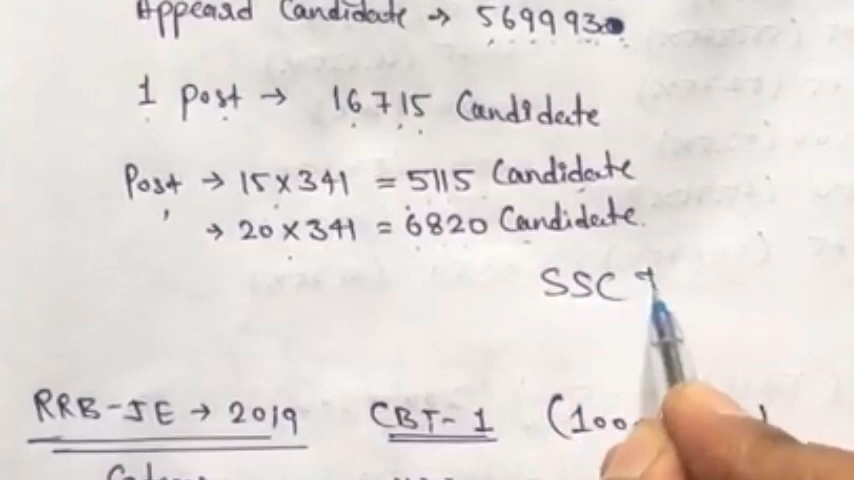 Appeard Candidate → 569993
1 Post → 16715 Candidate
Post → 15 x 341 = 5115 Candidate
→ 20 x 341 = 6820 Candidate.
SSC
RRB-JE → 2019 CBT-1 (100